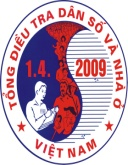 TỔNG ĐIỀU TRA DÂN SỐ VÀ NHÀ Ở
1.4. 2009
VIỆT NAM